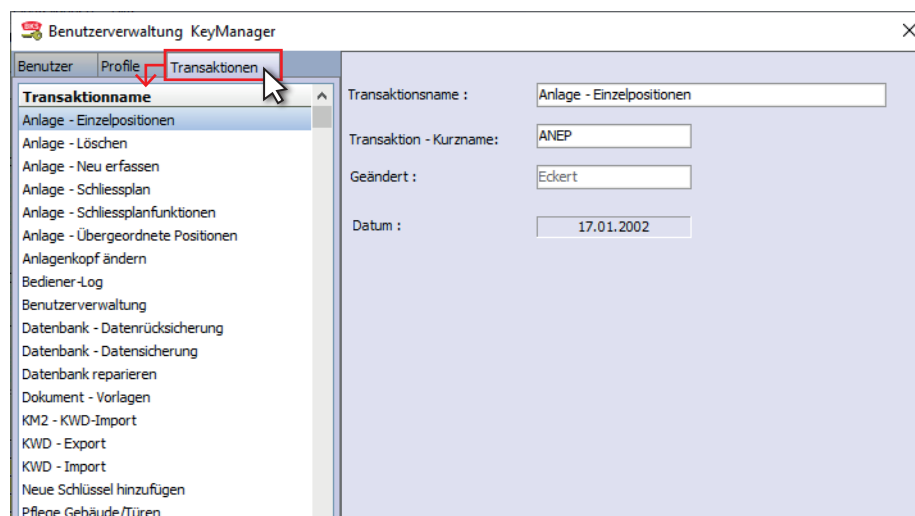 Benutzerverwaltung KeyManager
Benutzer Profile Transaktionen
Transaktionname
Anlage - Einzelpositionen
Anlage - Löschen
Anlage - Neu erfassen
Anlage - Schliessplan
Anlage - Schliessplanfunktionen
Anlage - Übergeordnete Positionen
Anlagenkopf ändern
Bediener-Log
Benutzerverwaltung
Datenbank - Datenrücksicherung
Datenbank - Datensicherung
Datenbank reparieren
Dokument - Vorlagen
KM2 - KWD-Import
KWD - Export
KWD - Import
Neue Schlüssel hinzufügen
Pflege Gebäude/Türen
Transaktionsname : Anlage - Einzelpositionen
Transaktion - Kurzname: ANEP
Geändert : Eckert
Datum : 17.01.2002